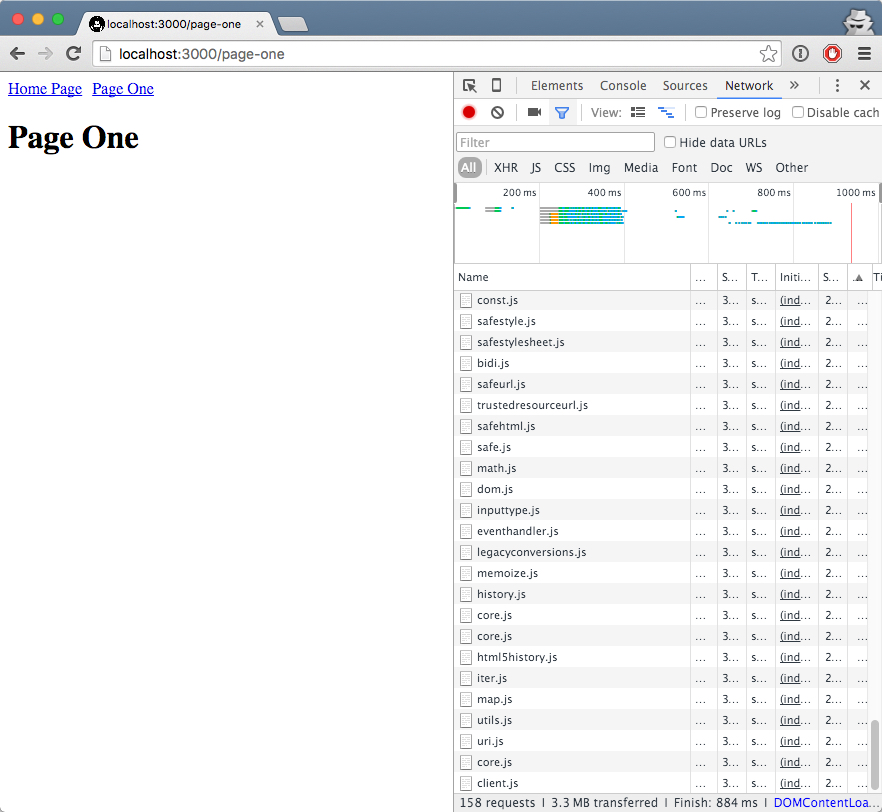 localhost:3000/page-one
localhost:3000/page-one
Home Page Page One
Page One
Elements Console Sources Network »
View: Preserve log Disable cach
Filter Hide data URLs
All XHR JS CSS Img Media Font Doc WS Other
200 ms 400 ms 600 ms 800 ms 1000 ms
Name ... S... T... Initi... S... ... Ti
const.js ... 3... s... (ind... 2... ...
safestyle.js ... 3... s... (ind... 2... ...
safestylesheet.js ... 3... s... (ind... 2... ...
bidi.js ... 3... s... (ind... 2... ...
safeurl.js ... 3... s... (ind... 2... ...
trustedresourceurl.js ... 3... s... (ind... 2... ...
safehtml.js ... 3... s... (ind... 2... ...
safe.js ... 3... s... (ind... 2... ...
math.js ... 3... s... (ind... 2... ...
dom.js ... 3... s... (ind... 2... ...
inputtype.js ... 3... s... (ind... 2... ...
eventhandler.js ... 3... s... (ind... 2... ...
legacyconversions.js ... 3... s... (ind... 2... ...
memoize.js ... 3... s... (ind... 2... ...
history.js ... 3... s... (ind... 2... ...
core.js ... 3... s... (ind... 2... ...
core.js ... 3... s... (ind... 2... ...
html5history.js ... 3... s... (ind... 2... ...
iter.js ... 3... s... (ind... 2... ...
map.js ... 3... s... (ind... 2... ...
utils.js ... 3... s... (ind... 2... ...
uri.js ... 3... s... (ind... 2... ...
core.js ... 3... s... (ind... 2... ...
client.js ... 3... s... (ind... 2... ...
158 requests | 3.3 MB transferred | Finish: 884 ms | DOMContentLoa...